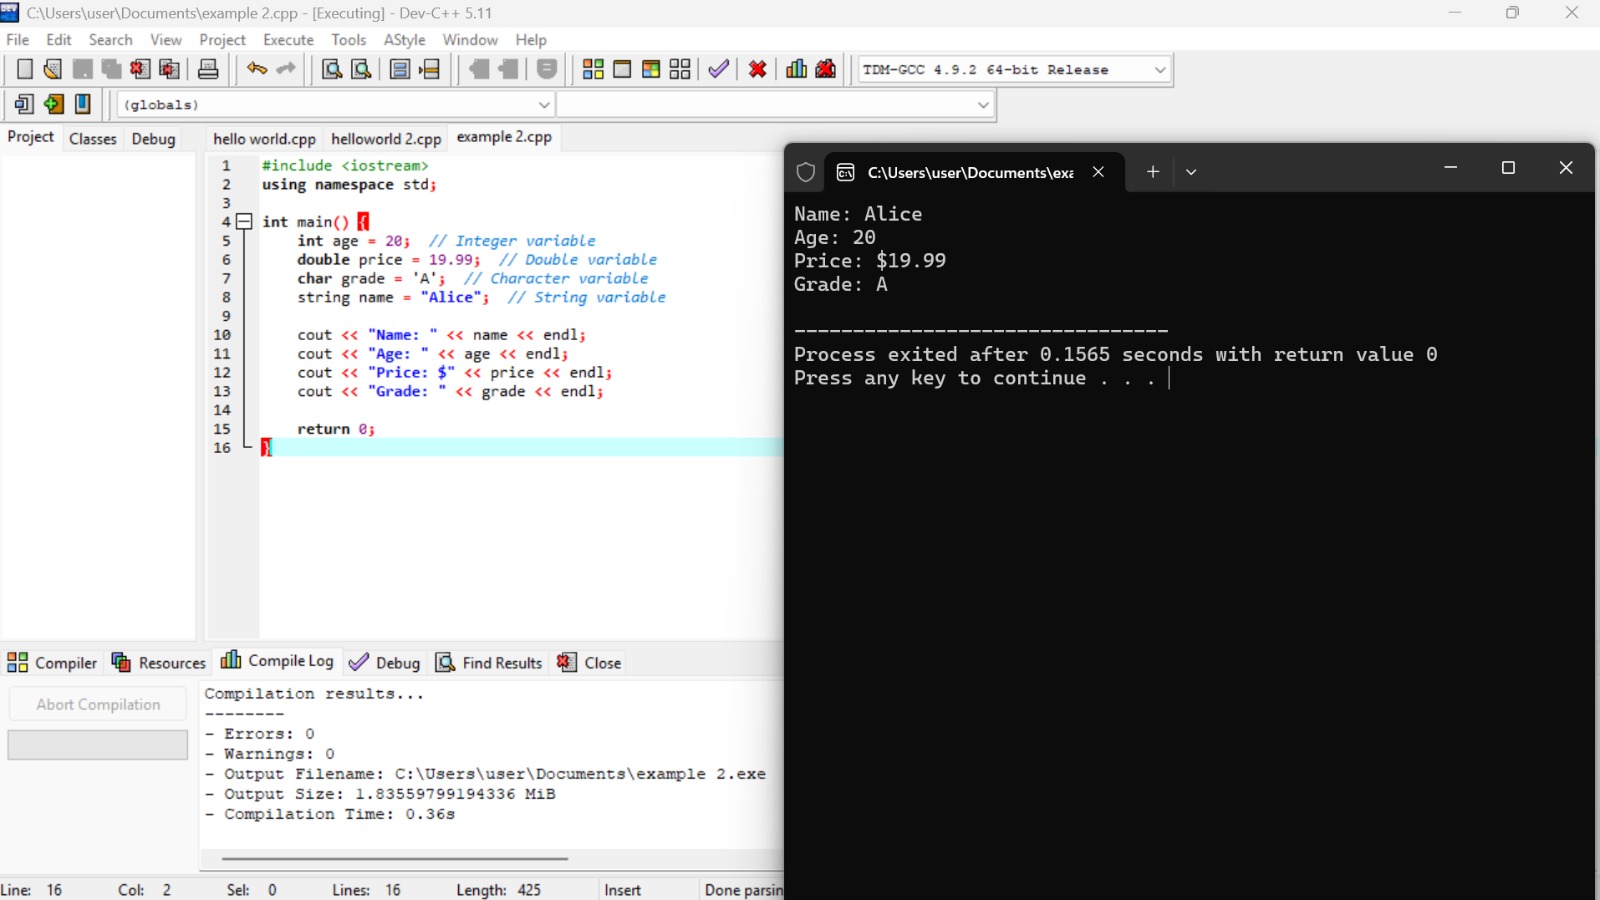 C:\Users\user\Documents\example 2.cpp - [Executing] - Dev-C++ 5.11
File Edit Search View Project Execute Tools AStyle Window Help
TDM-GCC 4.9.2 64-bit Release
(globals)
Project Classes Debug
hello world.cpp helloworld 2.cpp example 2.cpp
1 #include <iostream>
2 using namespace std;
3
4 int main() {
5 int age = 20; // Integer variable
6 double price = 19.99; // Double variable
7 char grade = 'A'; // Character variable
8 string name = "Alice"; // String variable
9
10 cout << "Name: " << name << endl;
11 cout << "Age: " << age << endl;
12 cout << "Price: $" << price << endl;
13 cout << "Grade: " << grade << endl;
14
15 return 0;
16 }
C:\Users\user\Documents\exa
Name: Alice
Age: 20
Price: $19.99
Grade: A
--------------------------------
Process exited after 0.1565 seconds with return value 0
Press any key to continue . . .
Compiler Resources Compile Log Debug Find Results Close
Abort Compilation
Compilation results...
--------
- Errors: 0
- Warnings: 0
- Output Filename: C:\Users\user\Documents\example 2.exe
- Output Size: 1.83559799194336 MiB
- Compilation Time: 0.36s
Line: 16 Col: 2 Sel: 0 Lines: 16 Length: 425 Insert Done parsin